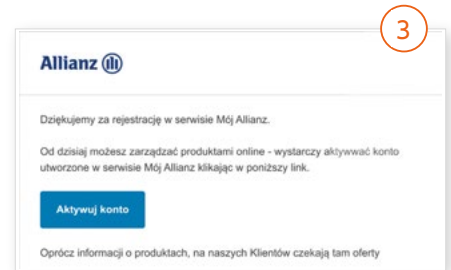 3
Allianz
Dziękujemy za rejestrację w serwisie Mój Allianz.
Od dzisiaj możesz zarządzać produktami online - wystarczy aktywwać konto
utworzone w serwisie Mój Allianz klikając w poniższy link.
Aktywuj konto
Oprócz informacji o produktach, na naszych Klientów czekają tam oferty